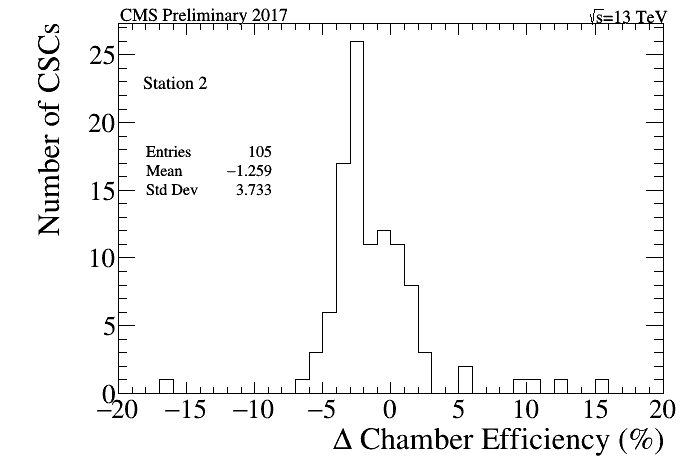 CMS Preliminary 2017
√s=13 TeV
Number of CSCs
25
20
15
10
5
0
Station 2
Entries 105
Mean −1.259
Std Dev 3.733
−20 −15 −10 −5 0 5 10 15 20
Δ Chamber Efficiency (%)